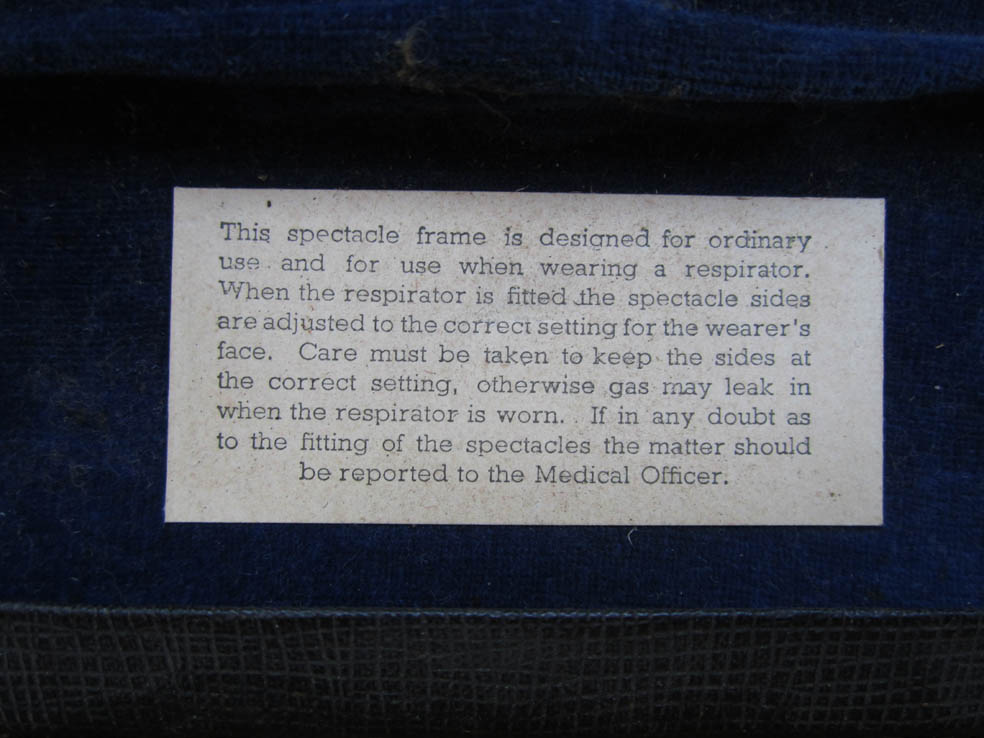 This spectacle frame is designed for ordinary
use and for use when wearing a respirator.
When the respirator is fitted the spectacle sides
are adjusted to the correct setting for the wearer's
face. Care must be taken to keep the sides at
the correct setting, otherwise gas may leak in
when the respirator is worn. If in any doubt as
to the fitting of the spectacles the matter should
be reported to the Medical Officer.